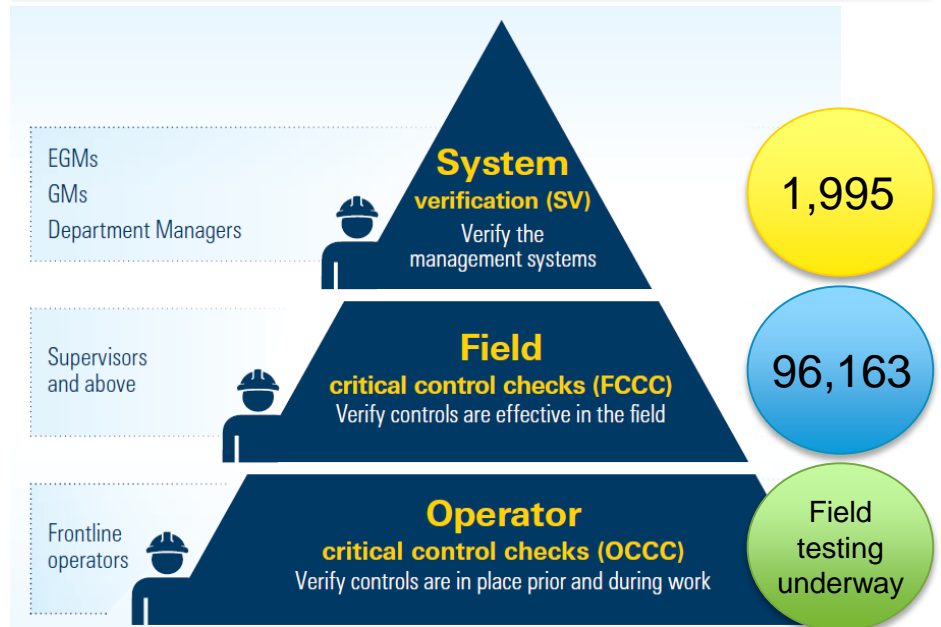 EGMs
GMs
Department Managers
System
verification (SV)
Verify the
management systems
1,995
Supervisors
and above
Field
critical control checks (FCCC)
Verify controls are effective in the field
96,163
Frontline
operators
Operator
critical control checks (OCCC)
Verify controls are in place prior and during work
Field
testing
underway